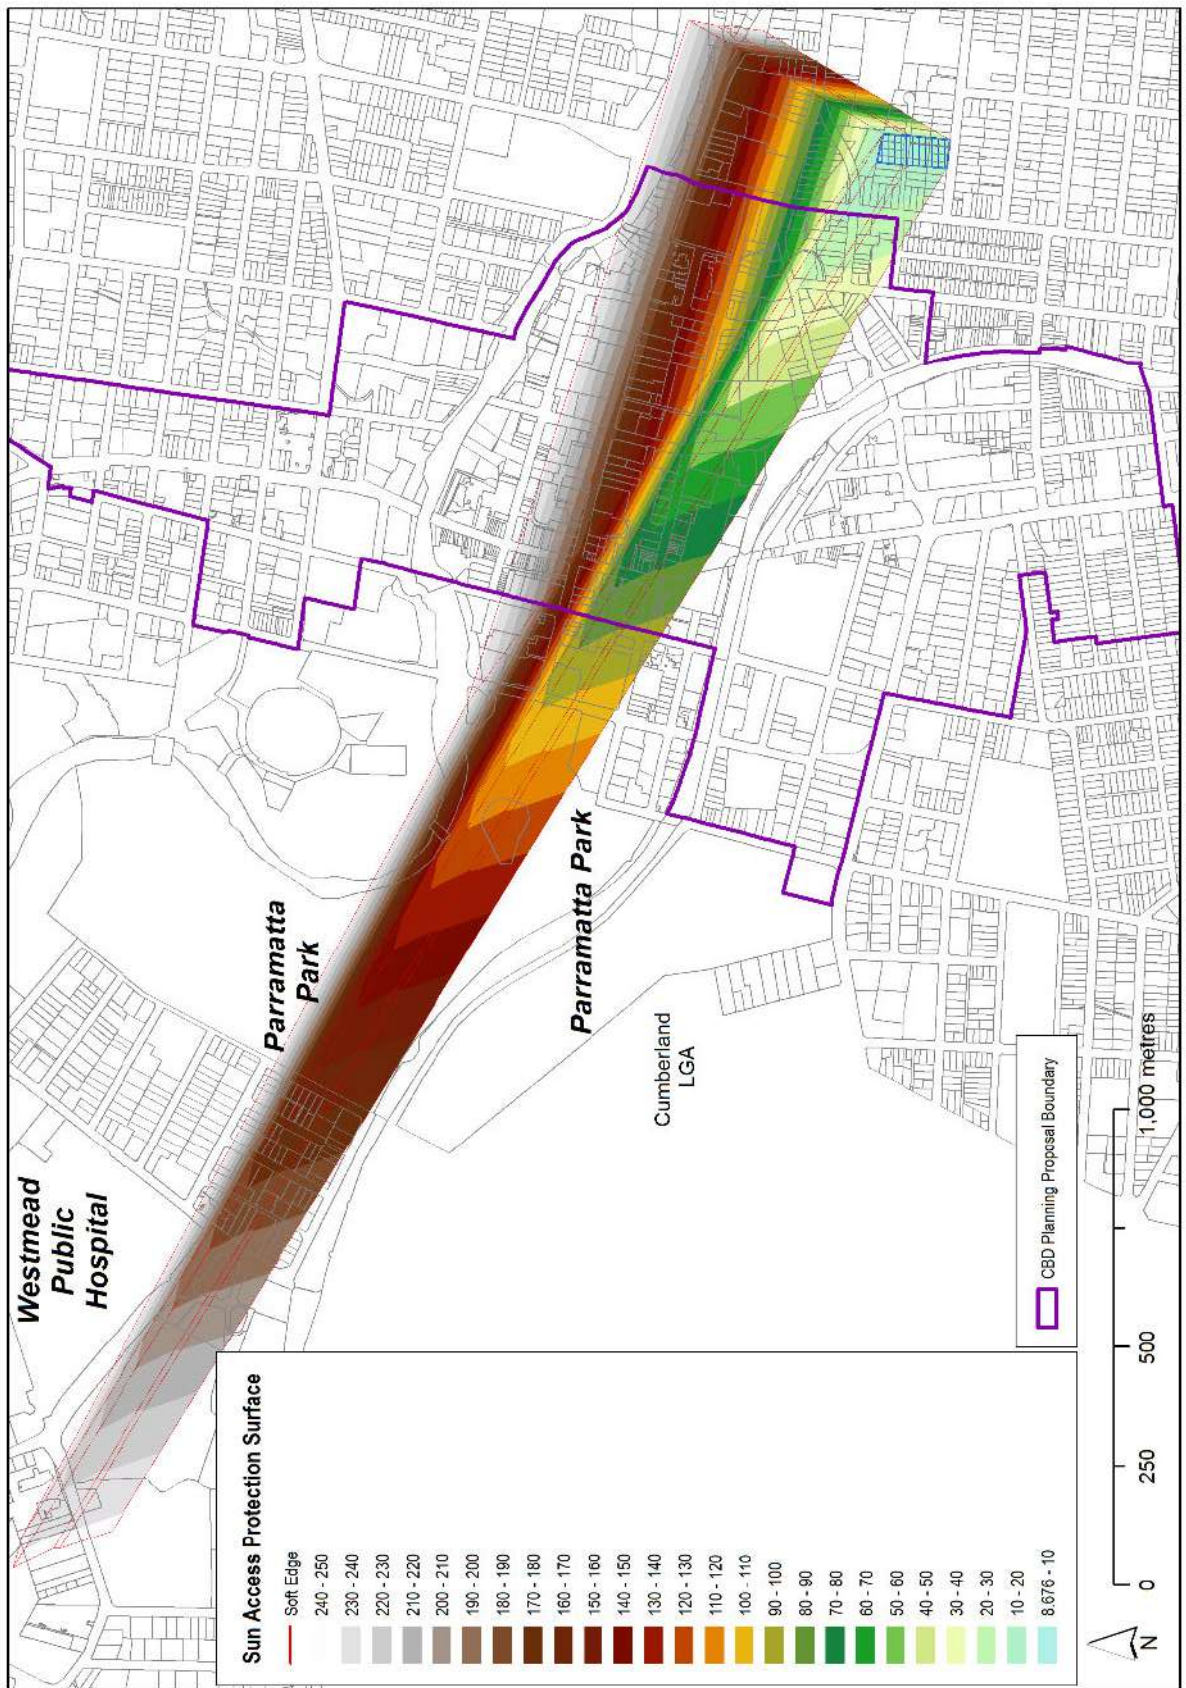 Westmead
Public
Hospital
Parramatta
Park
Parramatta Park
Cumberland
LGA
Sun Access Protection Surface
Soft Edge
240 - 250
230 - 240
220 - 230
210 - 220
200 - 210
190 - 200
180 - 190
170 - 180
160 - 170
150 - 160
140 - 150
130 - 140
120 - 130
110 - 120
100 - 110
90 - 100
80 - 90
70 - 80
60 - 70
50 - 60
40 - 50
30 - 40
20 - 30
10 - 20
8.676 - 10
CBD Planning Proposal Boundary
N
0
250
500
1,000 metres